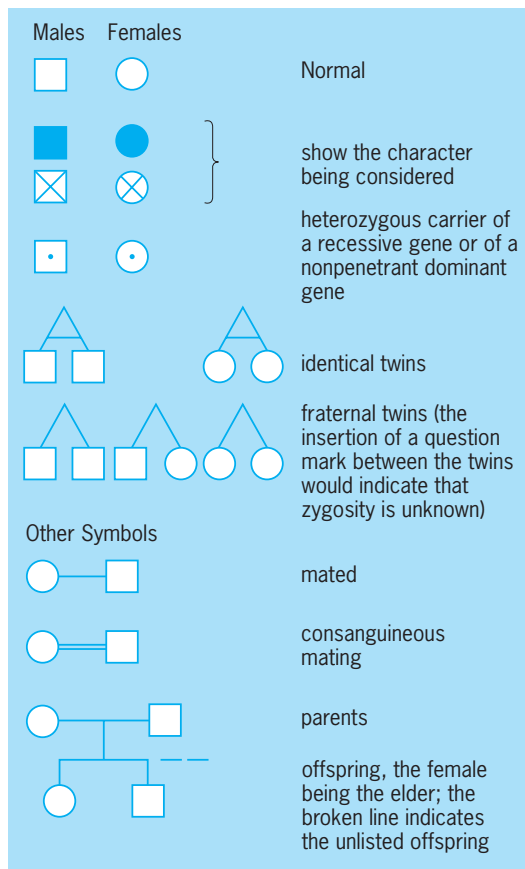 Males Females
Normal
show the character
being considered
heterozygous carrier of
a recessive gene or of a
nonpenetrant dominant
gene
identical twins
fraternal twins (the
insertion of a question
mark between the twins
would indicate that
zygosity is unknown)
Other Symbols
mated
consanguineous
mating
parents
offspring, the female
being the elder; the
broken line indicates
the unlisted offspring